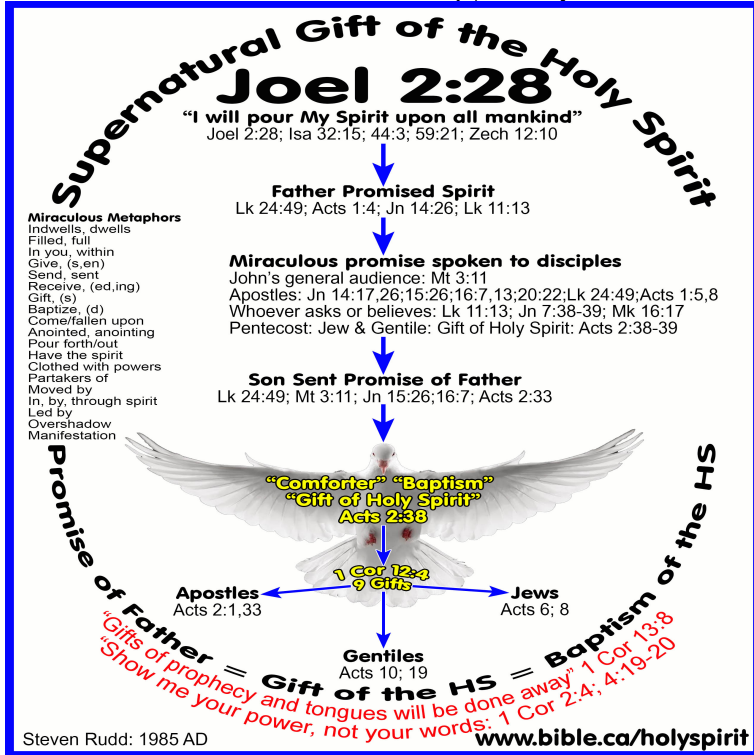 Supernatural Gift of the Holy Spirit
Joel 2:28
“I will pour My Spirit upon all mankind”
Joel 2:28; Isa 32:15; 44:3; 59:21; Zech 12:10
Father Promised Spirit
Lk 24:49; Acts 1:4; Jn 14:26; Lk 11:13
Miraculous Metaphors
Indwells, dwells
Filled, full
In you, within
Give, (s,en)
Send, sent
Receive, (ed,ing)
Gift, (s)
Baptize, (d)
Come/fallen upon
Anointed, anointing
Pour forth/out
Have the spirit
Clothed with powers
Partakers of
Moved by
In, by, through spirit
Led by
Overshadow
Manifestation
Miraculous promise spoken to disciples
John’s general audience: Mt 3:11
Apostles: Jn 14:17,26;15:26;16:7,13;20:22;Lk 24:49;Acts 1:5,8
Whoever asks or believes: Lk 11:13; Jn 7:38-39; Mk 16:17
Pentecost: Jew & Gentile: Gift of Holy Spirit: Acts 2:38-39
Son Sent Promise of Father
Lk 24:49; Mt 3:11; Jn 15:26;16:7; Acts 2:33
“Comforter” “Baptism”
“Gift of Holy Spirit”
Acts 2:38
1 Cor 12:4
9 Gifts
Apostles
Acts 2:1,33
Jews
Acts 6; 8
Gentiles
Acts 10; 19
Promise of Father = Gift of the HS = Baptism of the HS
“Gifts of prophecy and tongues will be done away” 1 Cor 13:8
“Show me your power, not your words: 1 Cor 2:4; 4:19-20
Steven Rudd: 1985 AD
www.bible.ca/holyspirit